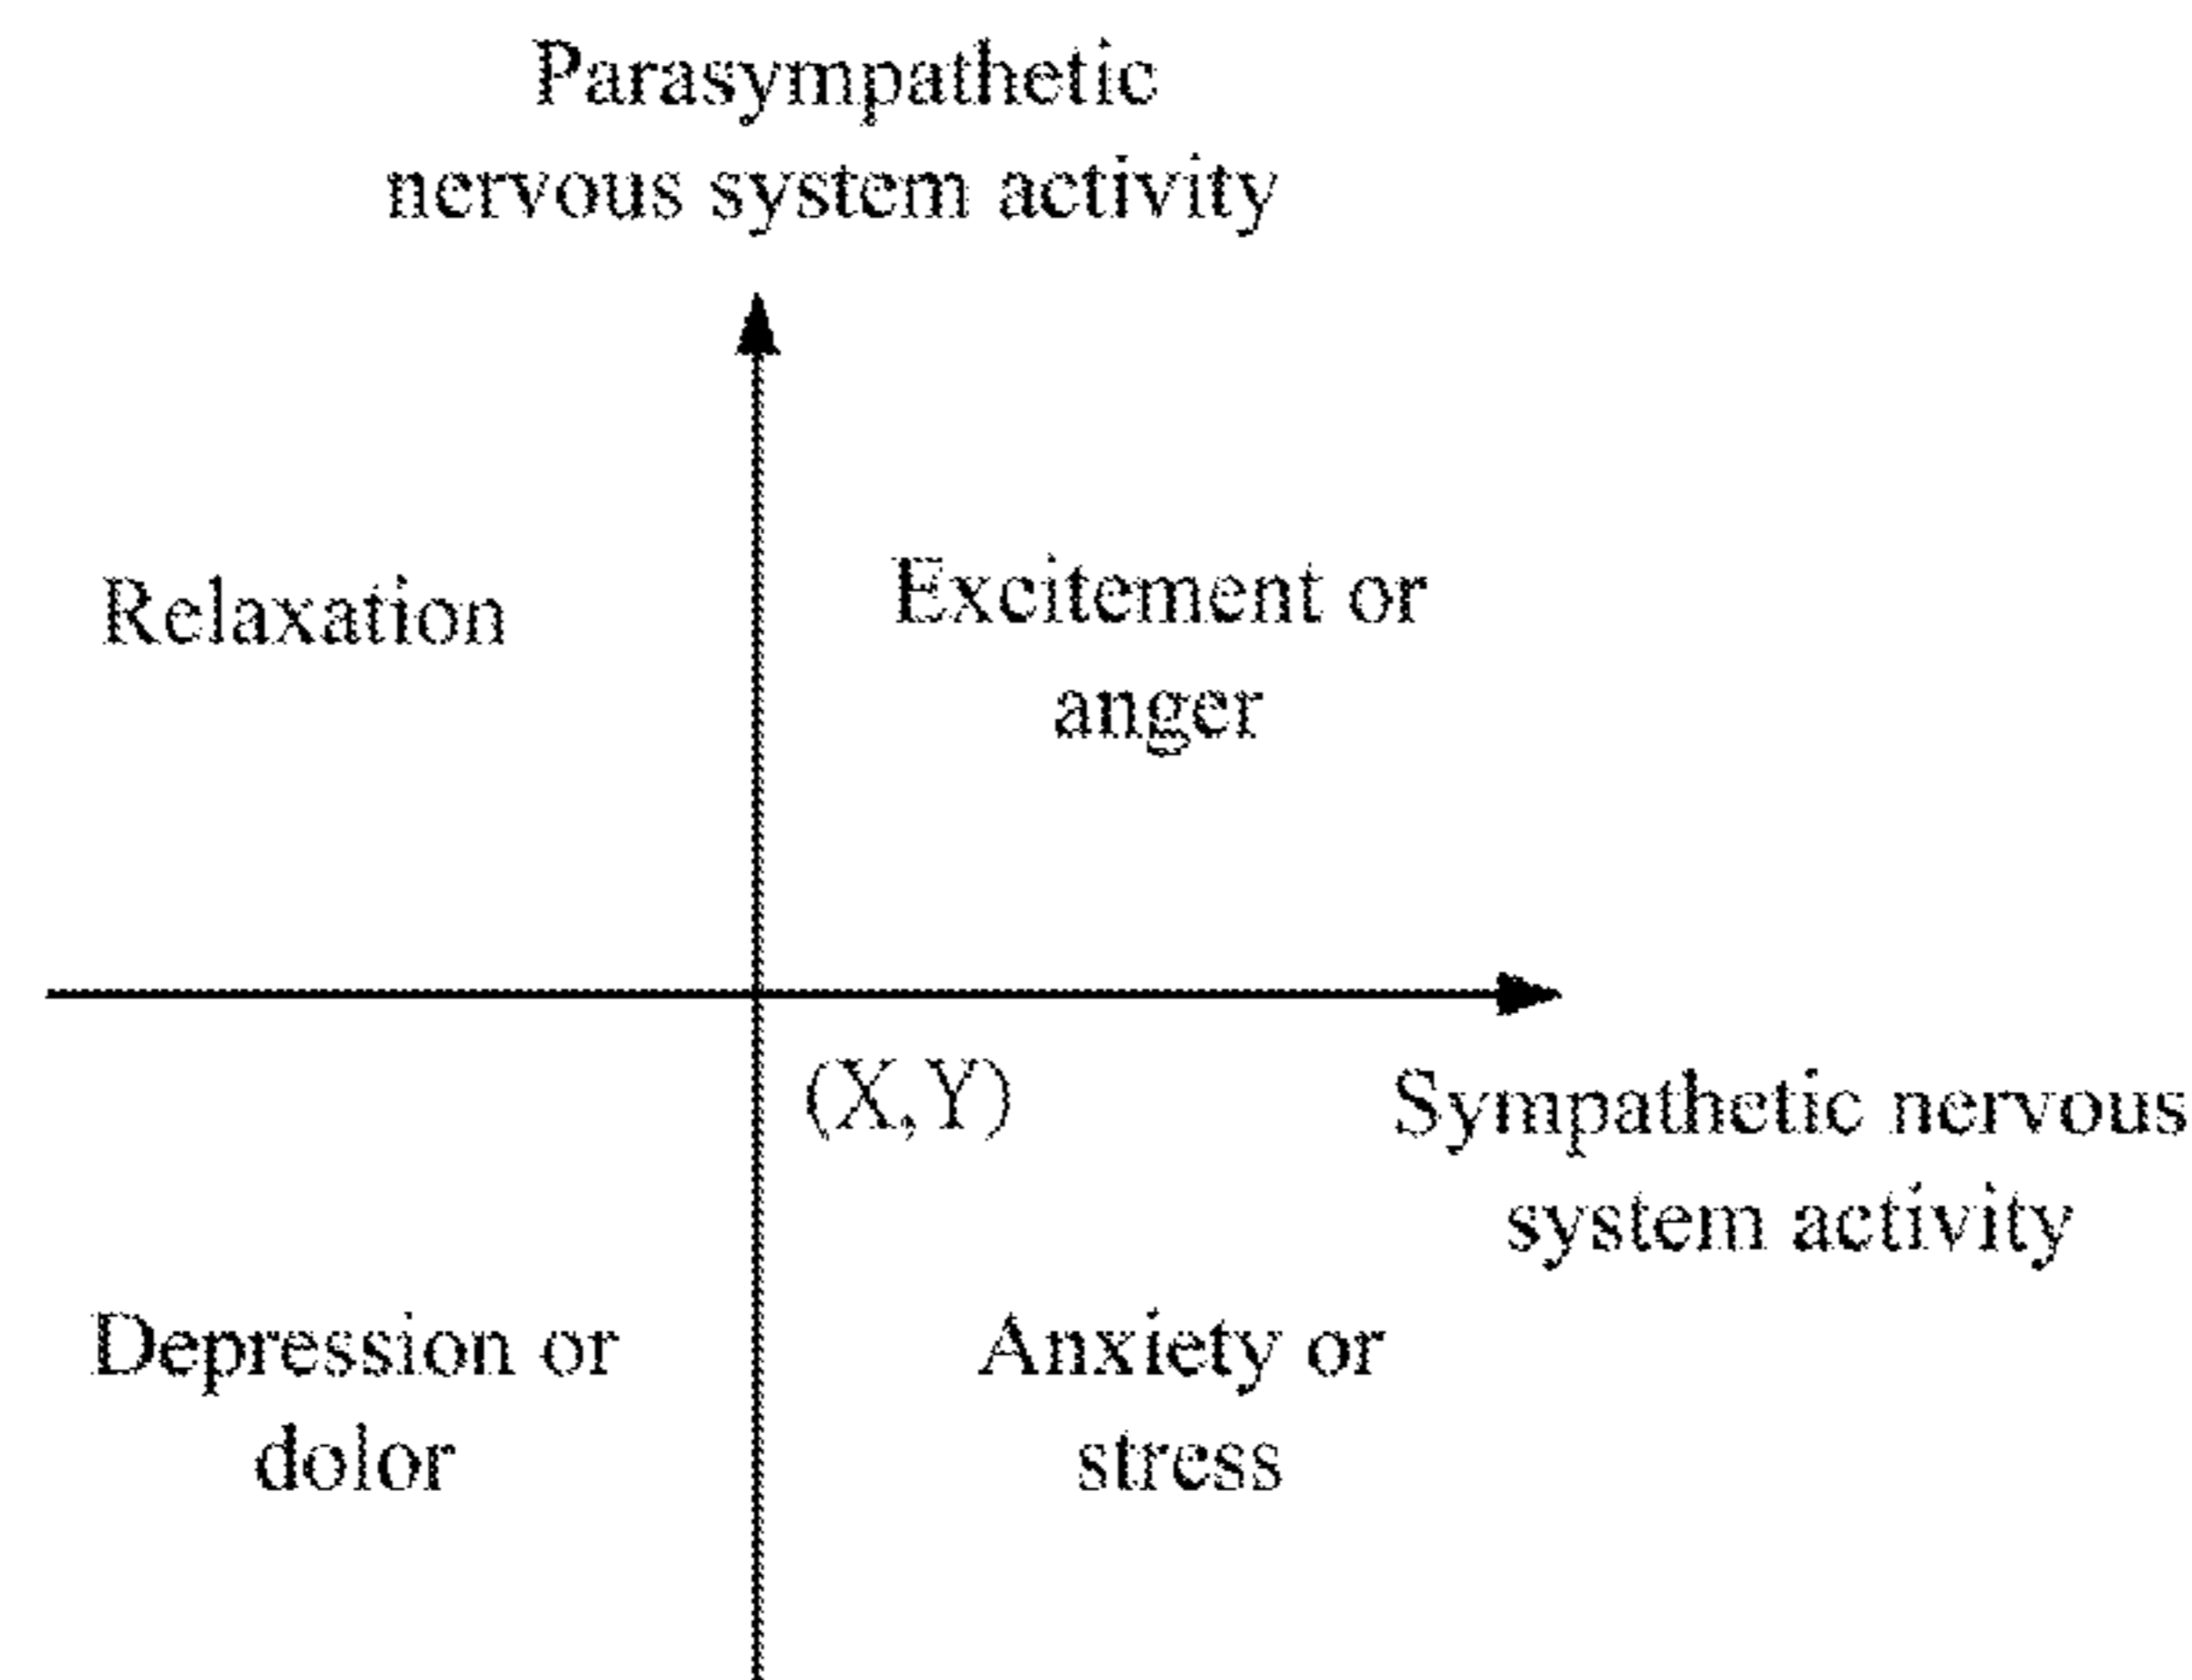 Parasympathetic
nervous system activity
Relaxation
Excitement or
anger
(X,Y)
Sympathetic nervous
system activity
Depression or
dolor
Anxiety or
stress